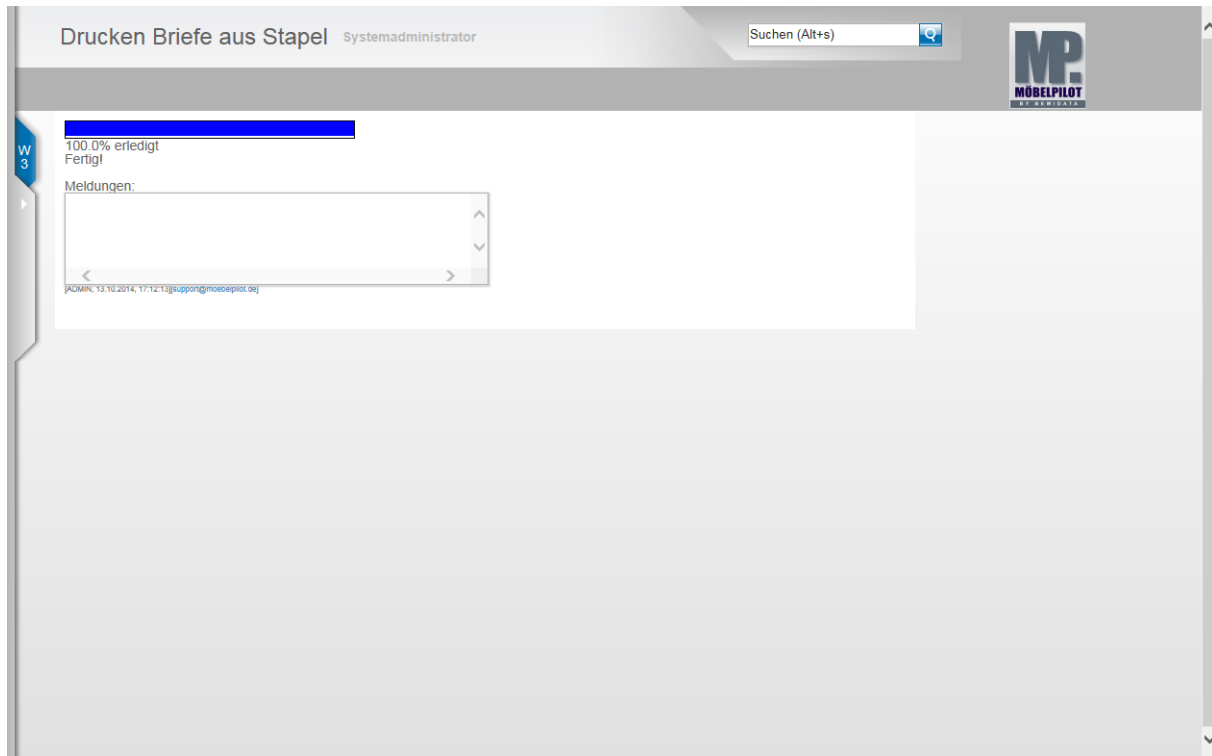 Drucken Briefe aus Stapel Systemadministrator
Suchen (Alt+s)
MP.
MÖBELPILOT
BY BEWIDATA
W
3
100.0% erledigt
Fertig!
Meldungen:
[ADMIN, 13.10.2014, 17:12:13][support@moebelpilot.de]